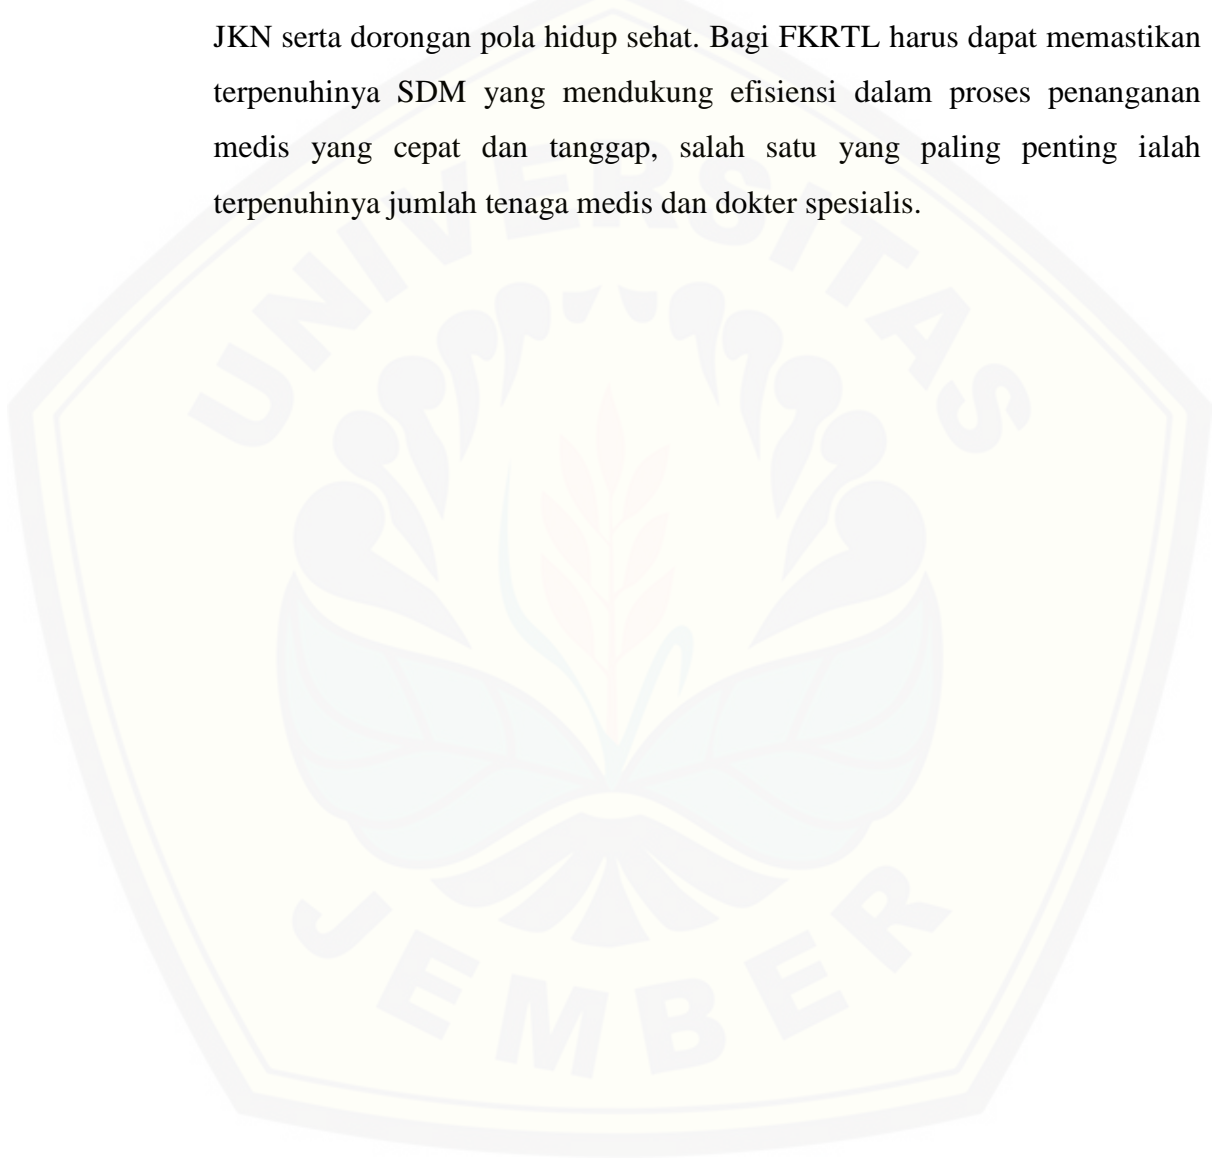 JKN serta dorongan pola hidup sehat. Bagi FKRTL harus dapat memastikan
terpenuhinya SDM yang mendukung efisiensi dalam proses penanganan
medis yang cepat dan tanggap, salah satu yang paling penting ialah
terpenuhinya jumlah tenaga medis dan dokter spesialis.
UNIVERSITAS
JEMBER